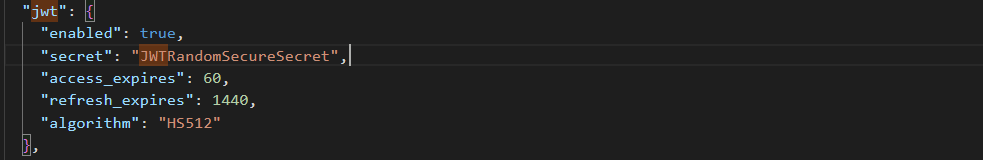 "jwt": {
"enabled": true,
"secret": "JWTRandomSecureSecret",
"access_expires": 60,
"refresh_expires": 1440,
"algorithm": "HS512"
},